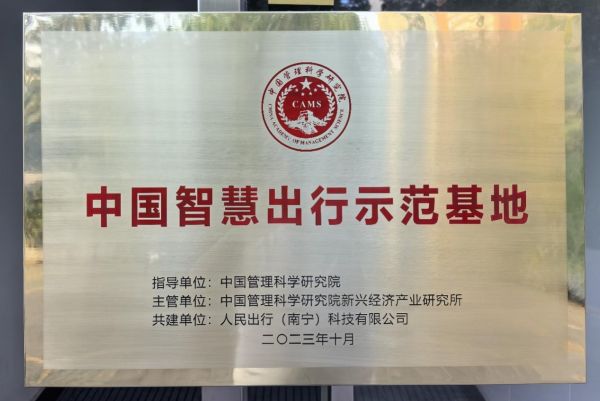 中国管理科学研究院
CAMS
CHINA ACADEMY OF MANAGEMENT SCIENCE
中国智慧出行示范基地
指导单位：中国管理科学研究院
主管单位：中国管理科学研究院新兴经济产业研究所
共建单位：人民出行（南宁）科技有限公司
二〇二三年十月